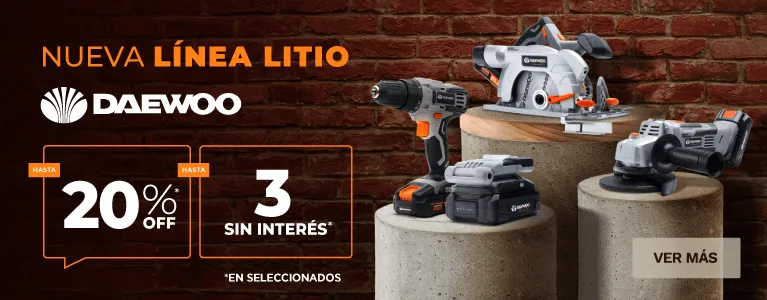 NUEVA LÍNEA LITIO
DAEWOO
HASTA
20%*
OFF
HASTA
3
SIN INTERÉS*
*EN SELECCIONADOS
VER MÁS